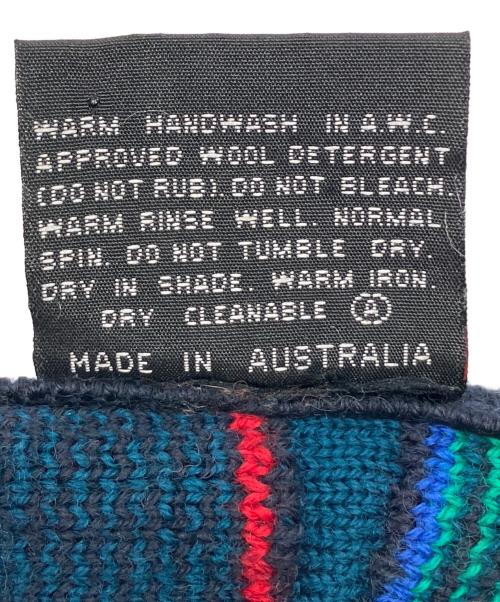 WARM HANDWASH IN A.W.C.
APPROVED WOOL DETERGENT
(DO NOT RUB). DO NOT BLEACH.
WARM RINSE WELL. NORMAL
SPIN. DO NOT TUMBLE DRY.
DRY IN SHADE. WARM IRON.
DRY CLEANABLE Ⓐ
MADE IN AUSTRALIA